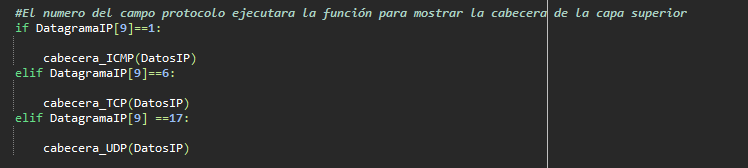 #El numero del campo protocolo ejecutara la función para mostrar la cabecera de la capa superior
if DatagramaIP[9]==1:
cabecera_ICMP(DatosIP)
elif DatagramaIP[9]==6:
cabecera_TCP(DatosIP)
elif DatagramaIP[9] ==17:
cabecera_UDP(DatosIP)